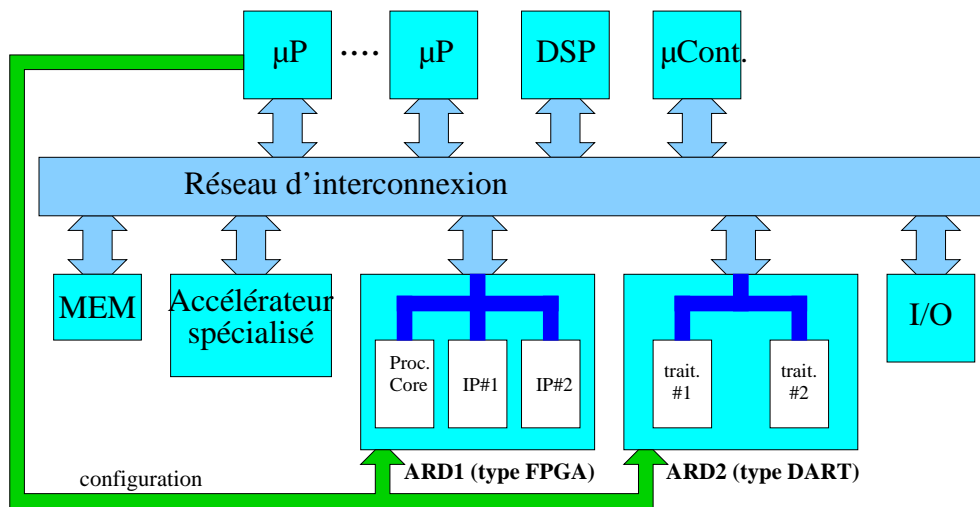 µP
....
µP
DSP
µCont.
Réseau d'interconnexion
MEM
Accélérateur
spécialisé
I/O
Proc.
Core
IP#1
IP#2
trait.
#1
trait.
#2
ARD1 (type FPGA)
ARD2 (type DART)
configuration